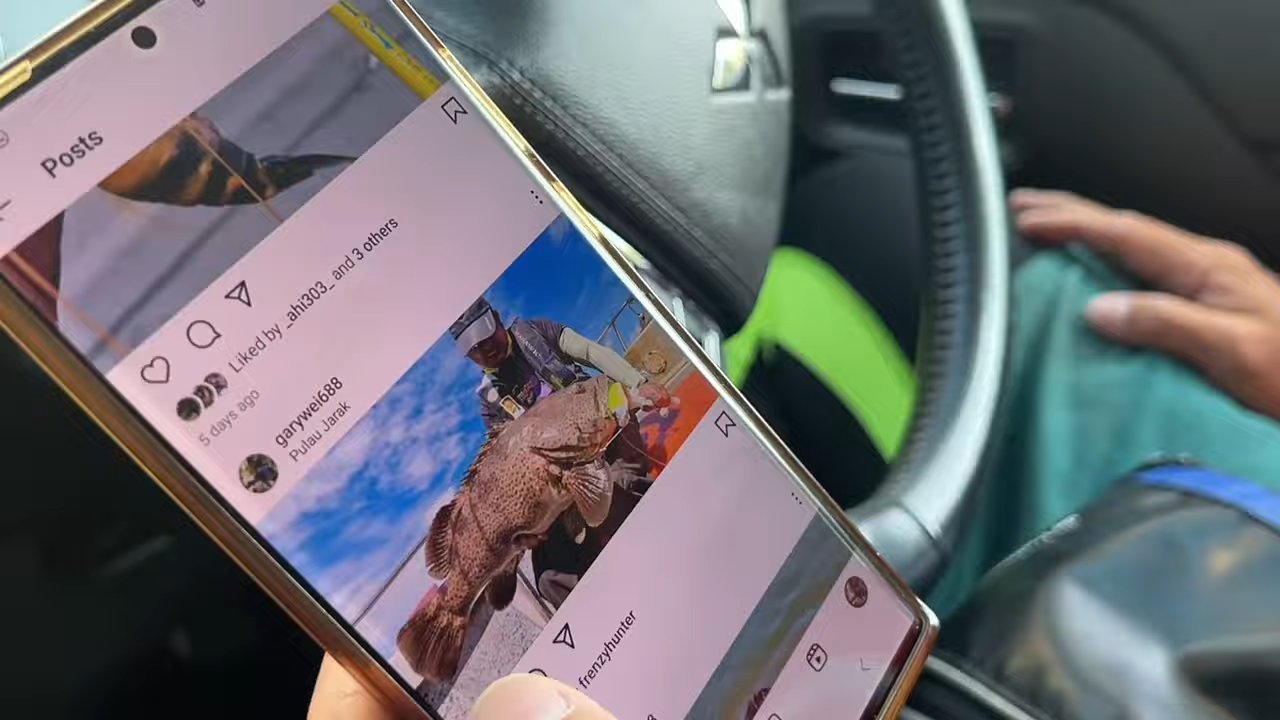 Posts
Liked by _ahi303_ and 3 others
5 days ago
garywei688
Pulau Jarak
frenzyhunter